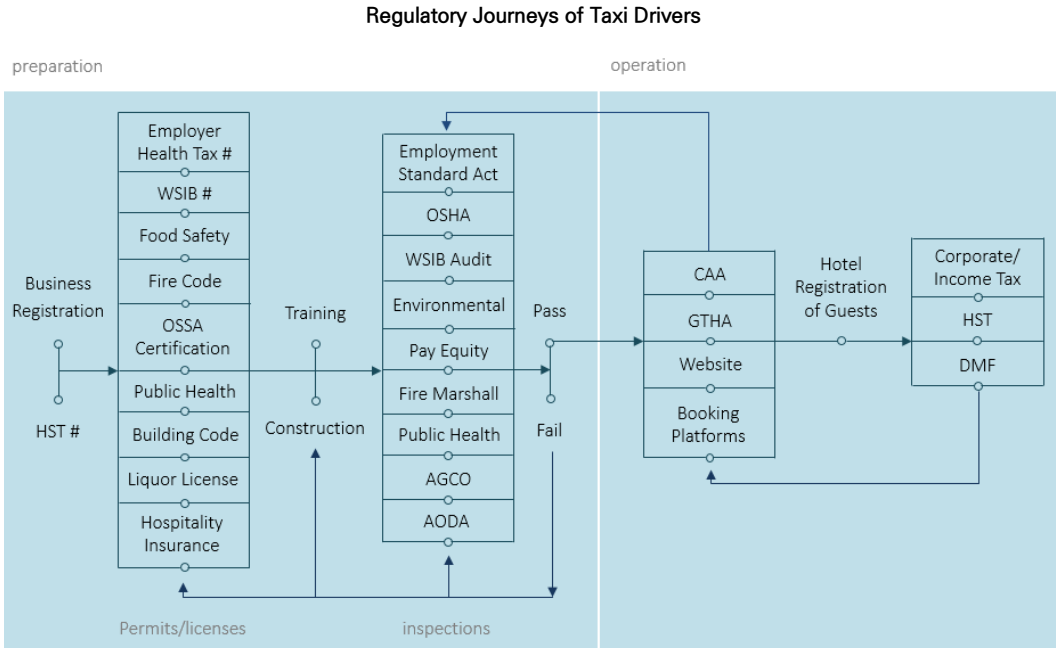 Regulatory Journeys of Taxi Drivers
preparation
operation
Business
Registration
HST #
Employer
Health Tax #
WSIB #
Food Safety
Fire Code
OSSA
Certification
Public Health
Building Code
Liquor License
Hospitality
Insurance
Permits/licenses
Training
Construction
Employment
Standard Act
OSHA
WSIB Audit
Environmental
Pay Equity
Fire Marshall
Public Health
AGCO
AODA
inspections
Pass
Fail
CAA
GTHA
Website
Booking
Platforms
Hotel
Registration
of Guests
Corporate/
Income Tax
HST
DMF